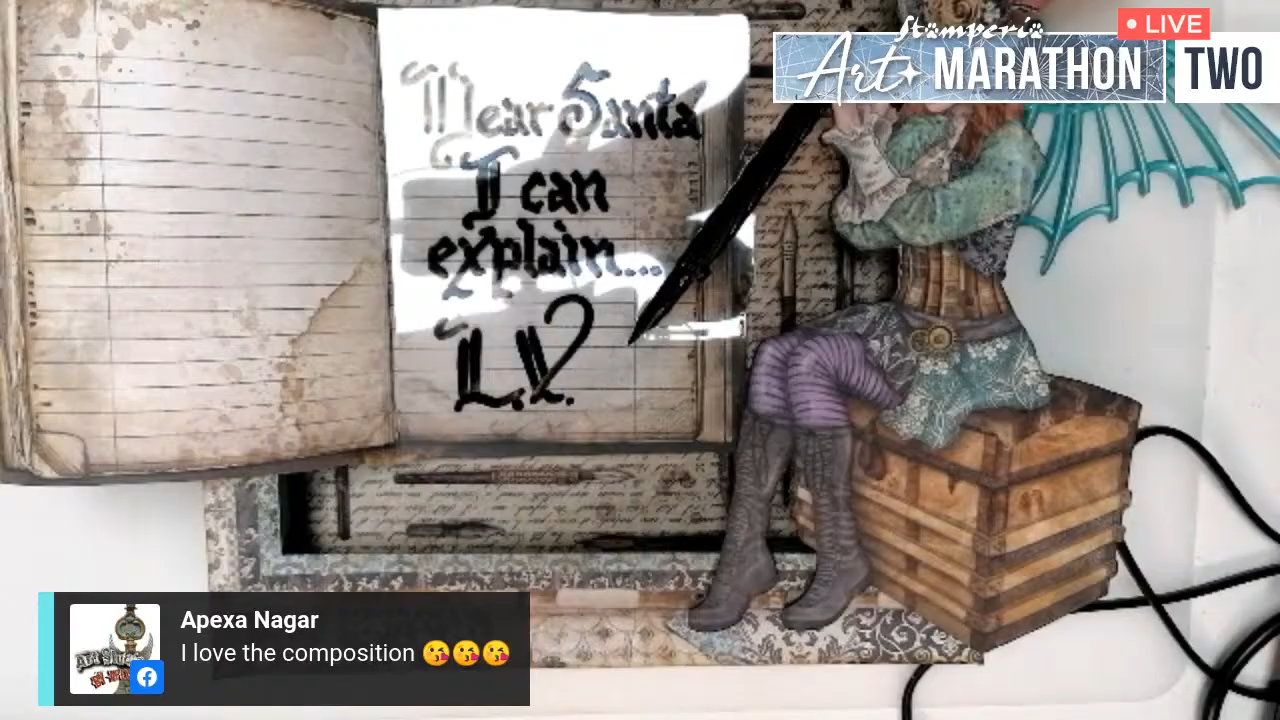 LIVE
Stamperia
Art MARATHON TWO
Dear Santa
I can
explain...
L.V.
Apexa Nagar
I love the composition 😘😘😘